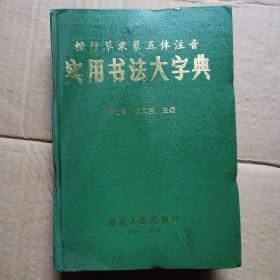 楷行草隶篆五体注音
实用书法大字典
主编
湖北人民出版社